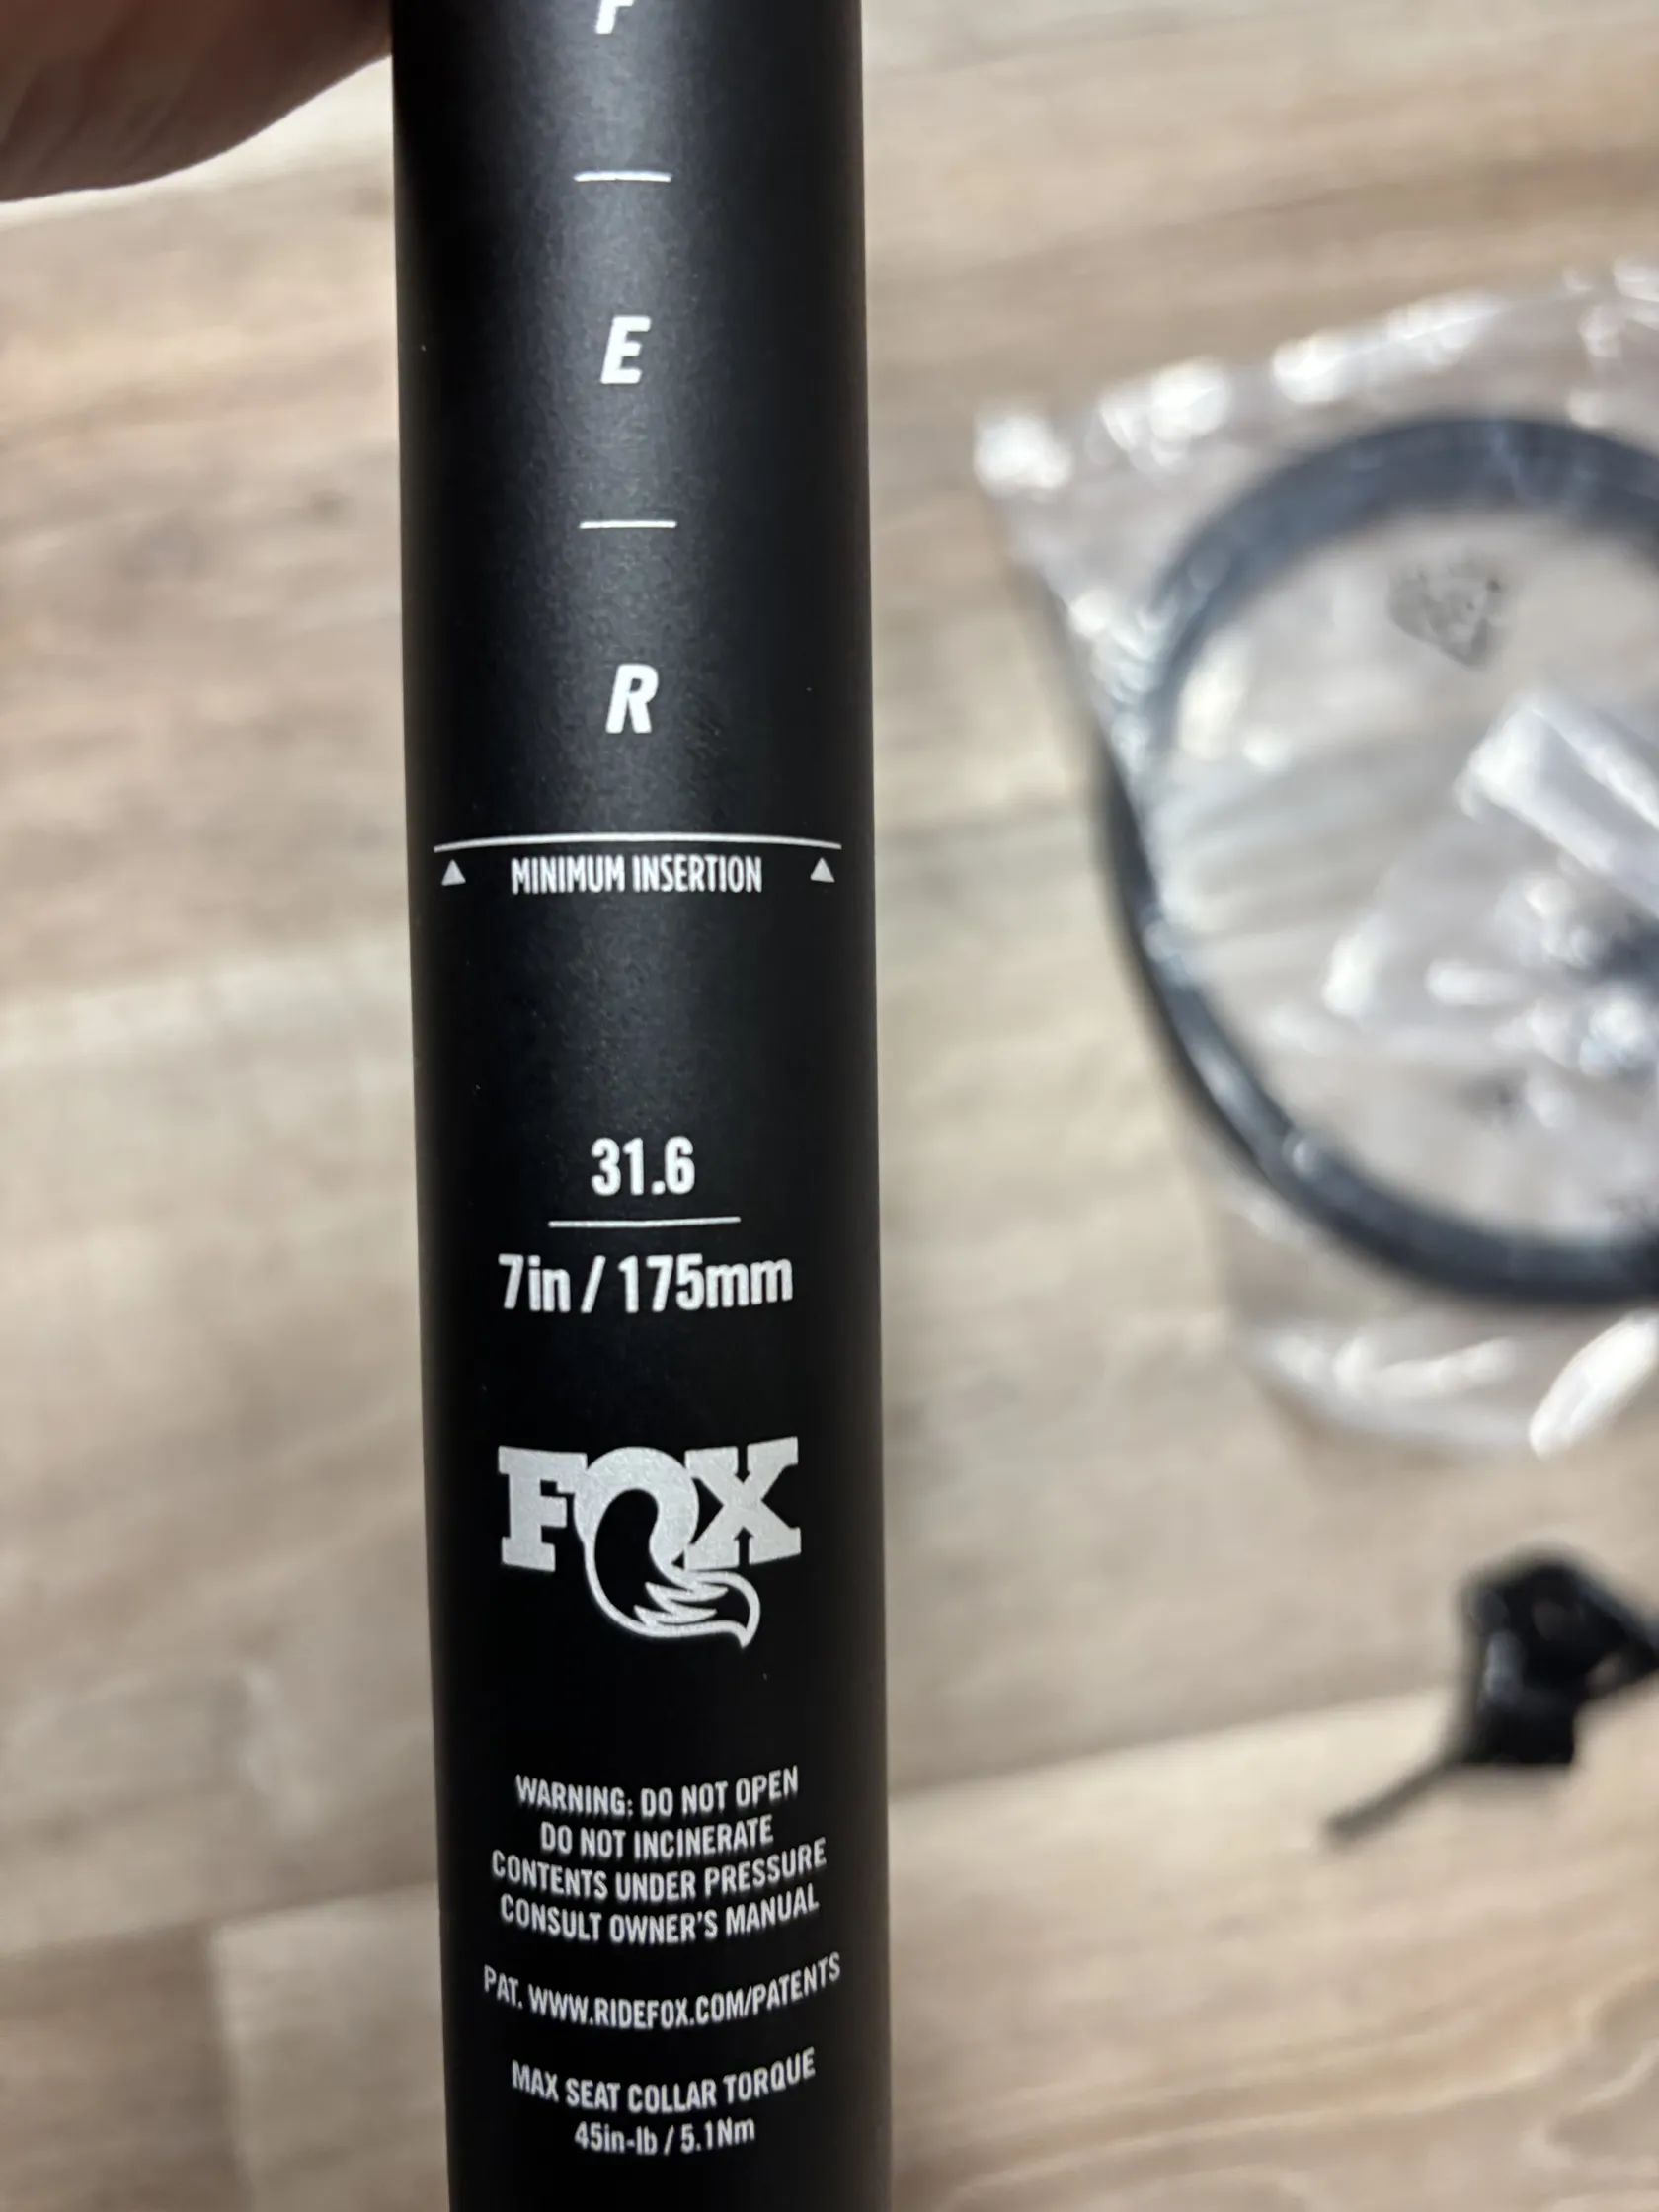 F
E
R
MINIMUM INSERTION
31.6
7in / 175mm
FOX
WARNING: DO NOT OPEN
DO NOT INCINERATE
CONTENTS UNDER PRESSURE
CONSULT OWNER'S MANUAL
PAT. WWW.RIDEFOX.COM/PATENTS
MAX SEAT COLLAR TORQUE
45in-lb / 5.1Nm